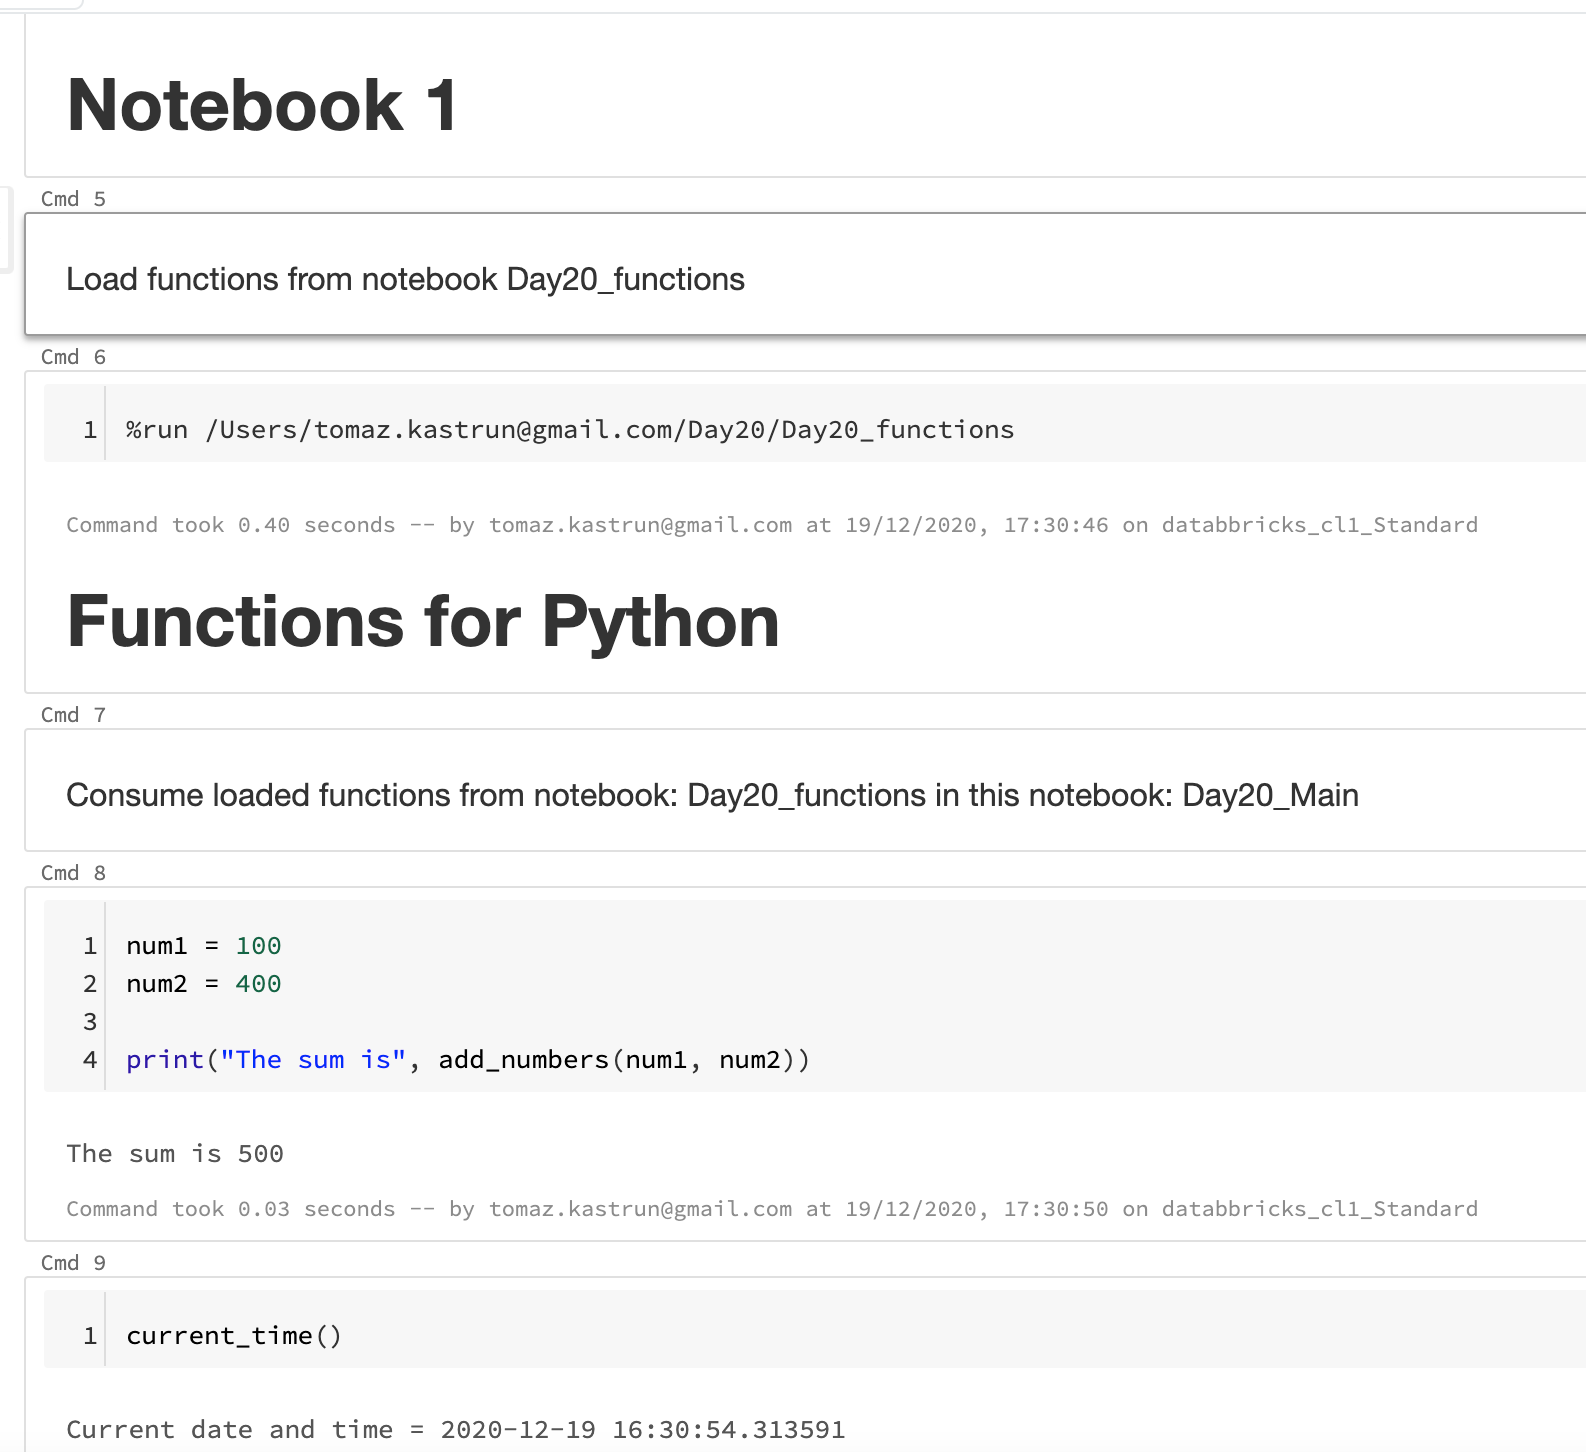 Notebook 1
Cmd 5
Load functions from notebook Day20_functions
Cmd 6
1 %run /Users/tomaz.kastrun@gmail.com/Day20/Day20_functions
Command took 0.40 seconds -- by tomaz.kastrun@gmail.com at 19/12/2020, 17:30:46 on databbricks_cl1_Standard
Functions for Python
Cmd 7
Consume loaded functions from notebook: Day20_functions in this notebook: Day20_Main
Cmd 8
1 num1 = 100
2 num2 = 400
3
4 print("The sum is", add_numbers(num1, num2))
The sum is 500
Command took 0.03 seconds -- by tomaz.kastrun@gmail.com at 19/12/2020, 17:30:50 on databbricks_cl1_Standard
Cmd 9
1 current_time()
Current date and time = 2020-12-19 16:30:54.313591